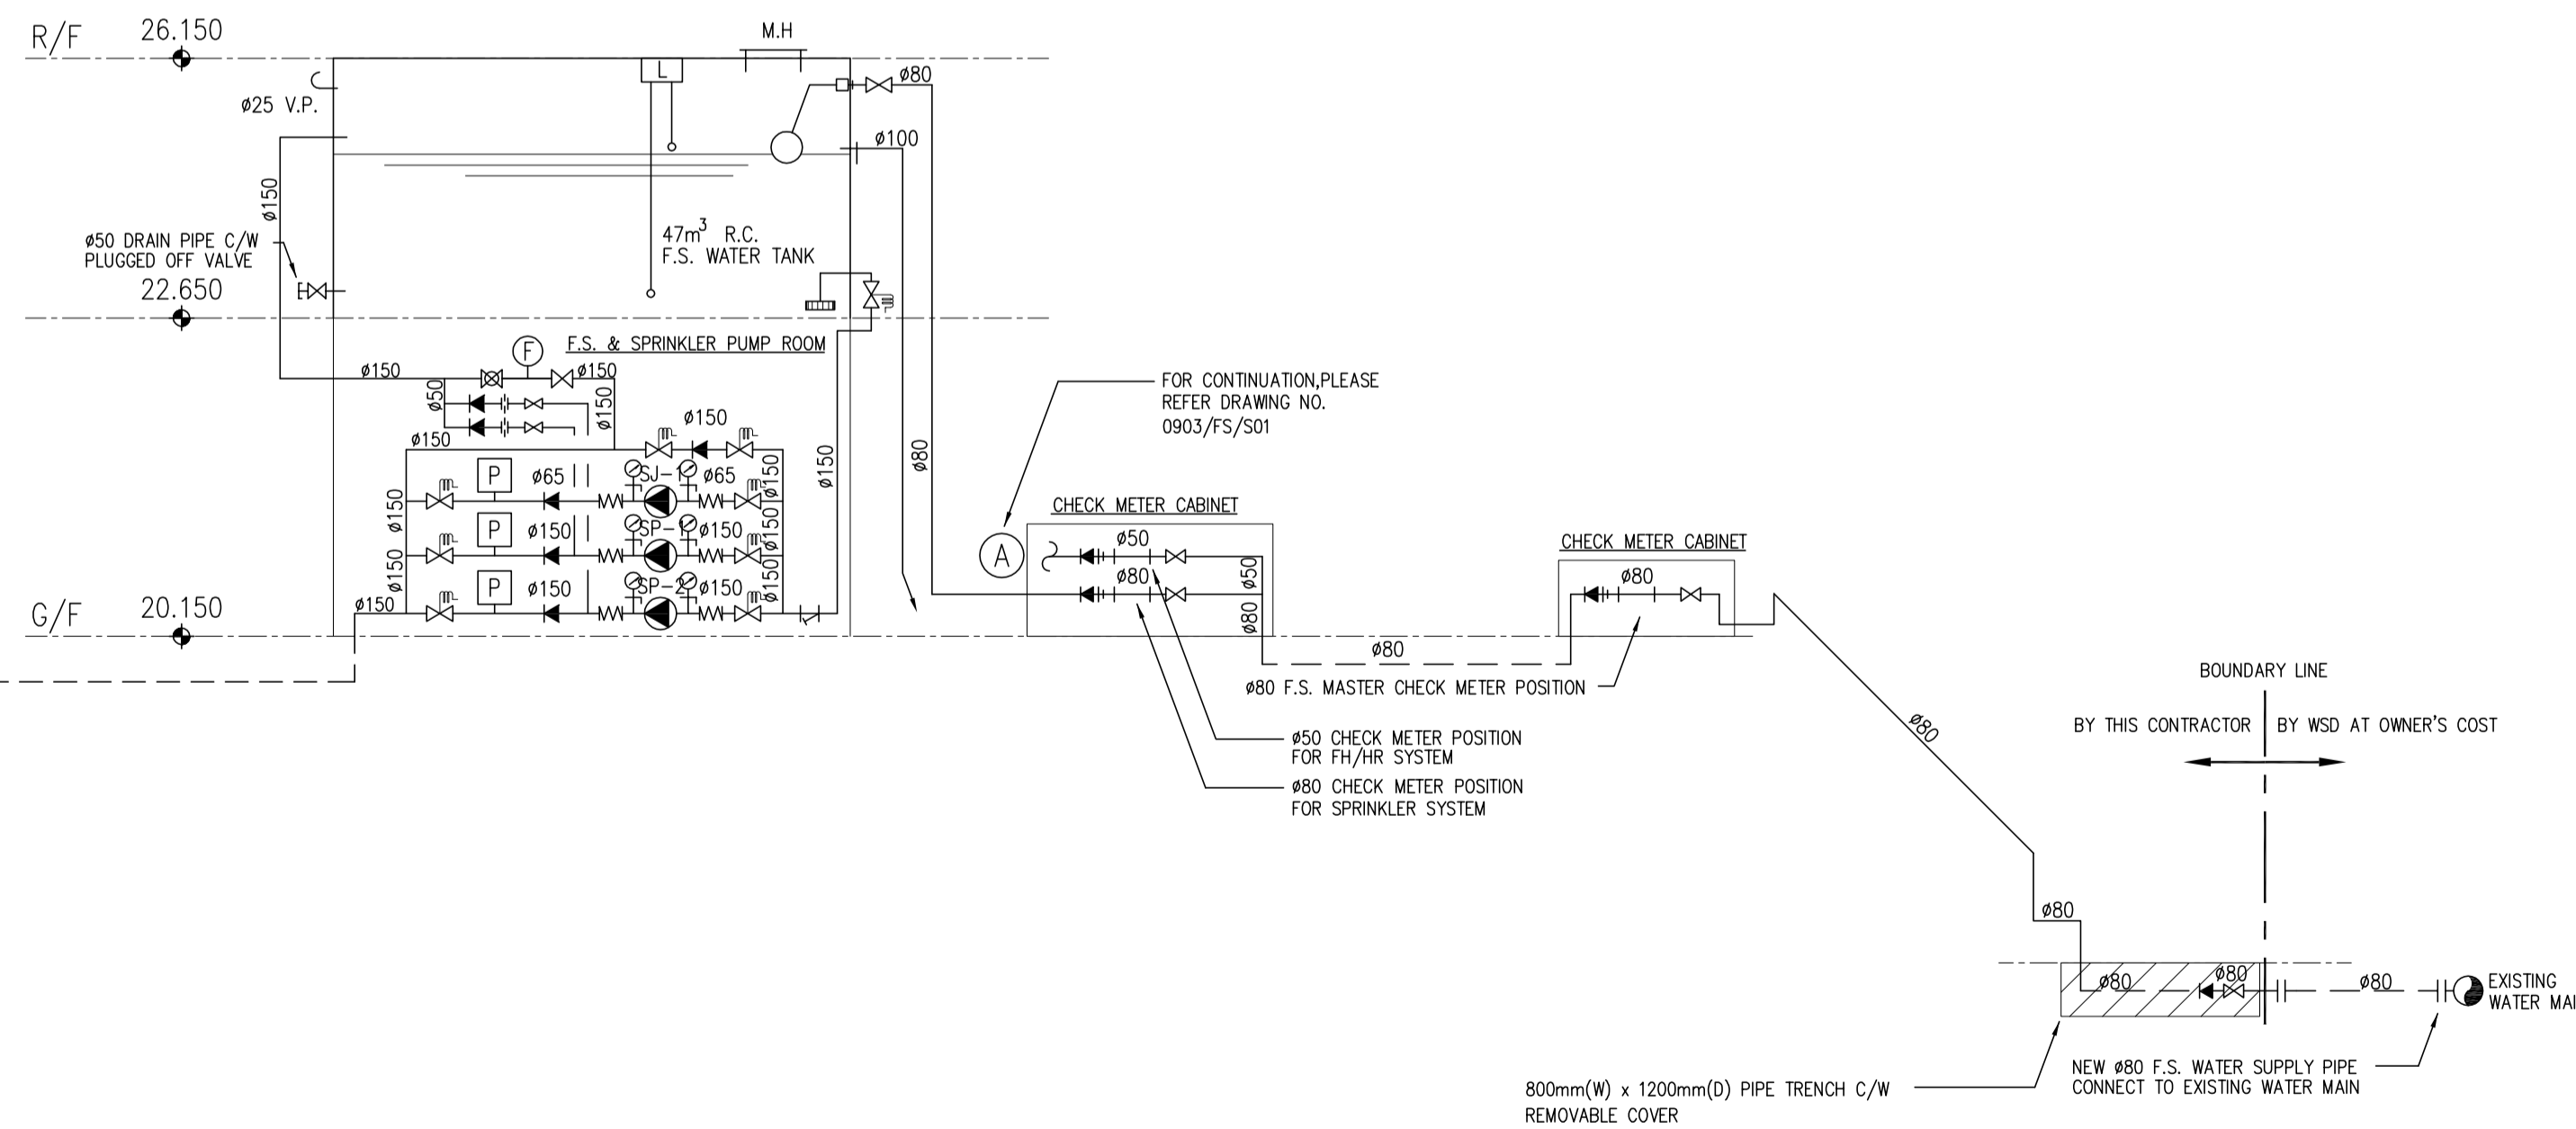 R/F 26.150
M.H
L
ø80
ø25 V.P.
ø100
ø150
47m³ R.C.
F.S. WATER TANK
ø50 DRAIN PIPE C/W
PLUGGED OFF VALVE
22.650
F.S. & SPRINKLER PUMP ROOM
F
ø150
ø150
ø50
ø150
ø150
ø150
P
ø65
SJ-1
ø65
ø150
ø150
ø150
P
ø150
SP-1
ø150
ø150
ø150
P
ø150
SP-2
ø150
ø150
ø150
G/F 20.150
ø80
FOR CONTINUATION,PLEASE
REFER DRAWING NO.
0903/FS/S01
A
CHECK METER CABINET
ø50
ø80
ø50
ø80
CHECK METER CABINET
ø80
ø80
ø80 F.S. MASTER CHECK METER POSITION
ø50 CHECK METER POSITION
FOR FH/HR SYSTEM
ø80 CHECK METER POSITION
FOR SPRINKLER SYSTEM
ø80
BOUNDARY LINE
BY THIS CONTRACTOR
BY WSD AT OWNER'S COST
ø80
ø80
ø80
ø80
EXISTING
WATER MAI
NEW ø80 F.S. WATER SUPPLY PIPE
CONNECT TO EXISTING WATER MAIN
800mm(W) x 1200mm(D) PIPE TRENCH C/W
REMOVABLE COVER